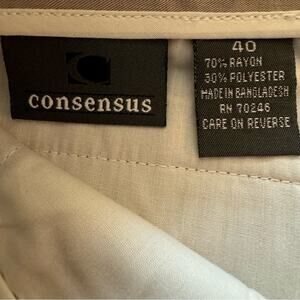 consensus
40
70% RAYON
30% POLYESTER
MADE IN BANGLADESH
RN 70246
CARE ON REVERSE